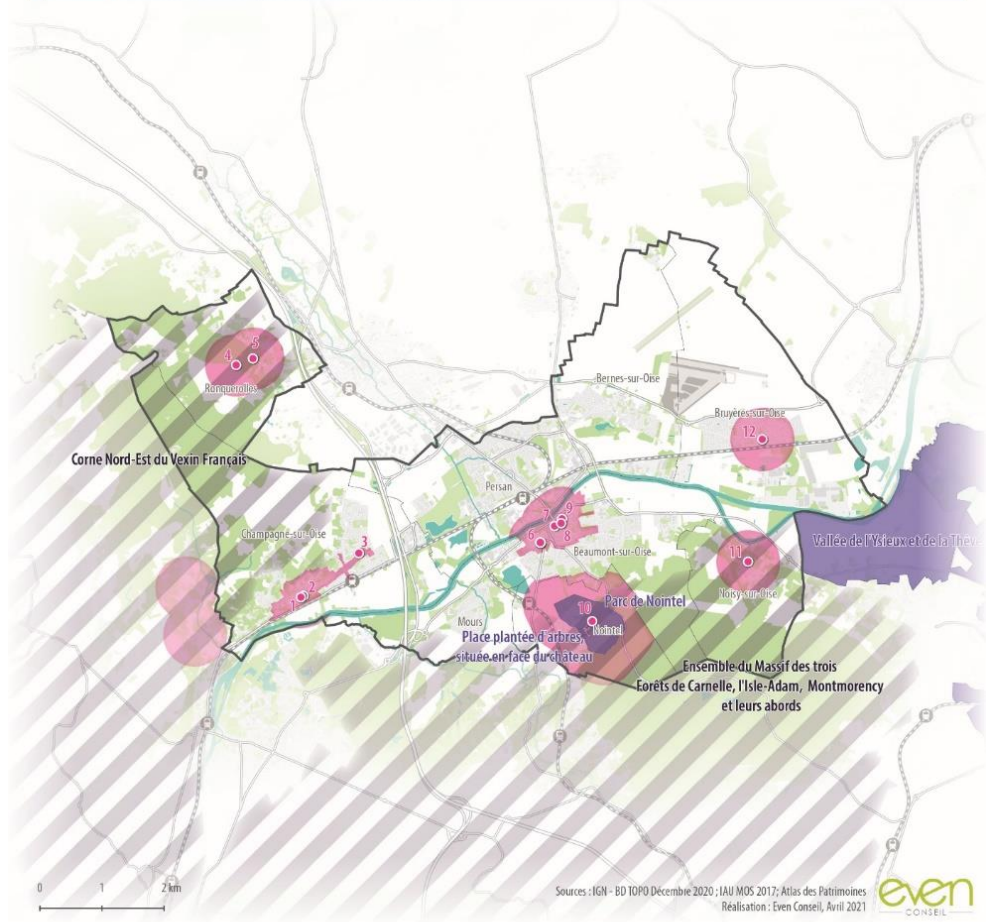 4
5
Ronquerolles
Corne Nord-Est du Vexin Français
Bernes-sur-Oise
Bruyères-sur-Oise
12
Persan
Champagne-sur-Oise
3
2
1
9
7
8
6
Beaumont-sur-Oise
Vallée de l'Ysieux et de la Thève
11
Noisy-sur-Oise
Mours
10
Parc de Nointel
Nointel
Place plantée d'arbres,
située en face du château
Ensemble du Massif des trois
Forêts de Carnelle, l'Isle-Adam, Montmorency
et leurs abords
0 1 2 km
Sources : IGN - BD TOPO Décembre 2020 ; IAU MOS 2017; Atlas des Patrimoines
Réalisation : Even Conseil, Avril 2021
even
CONSEIL